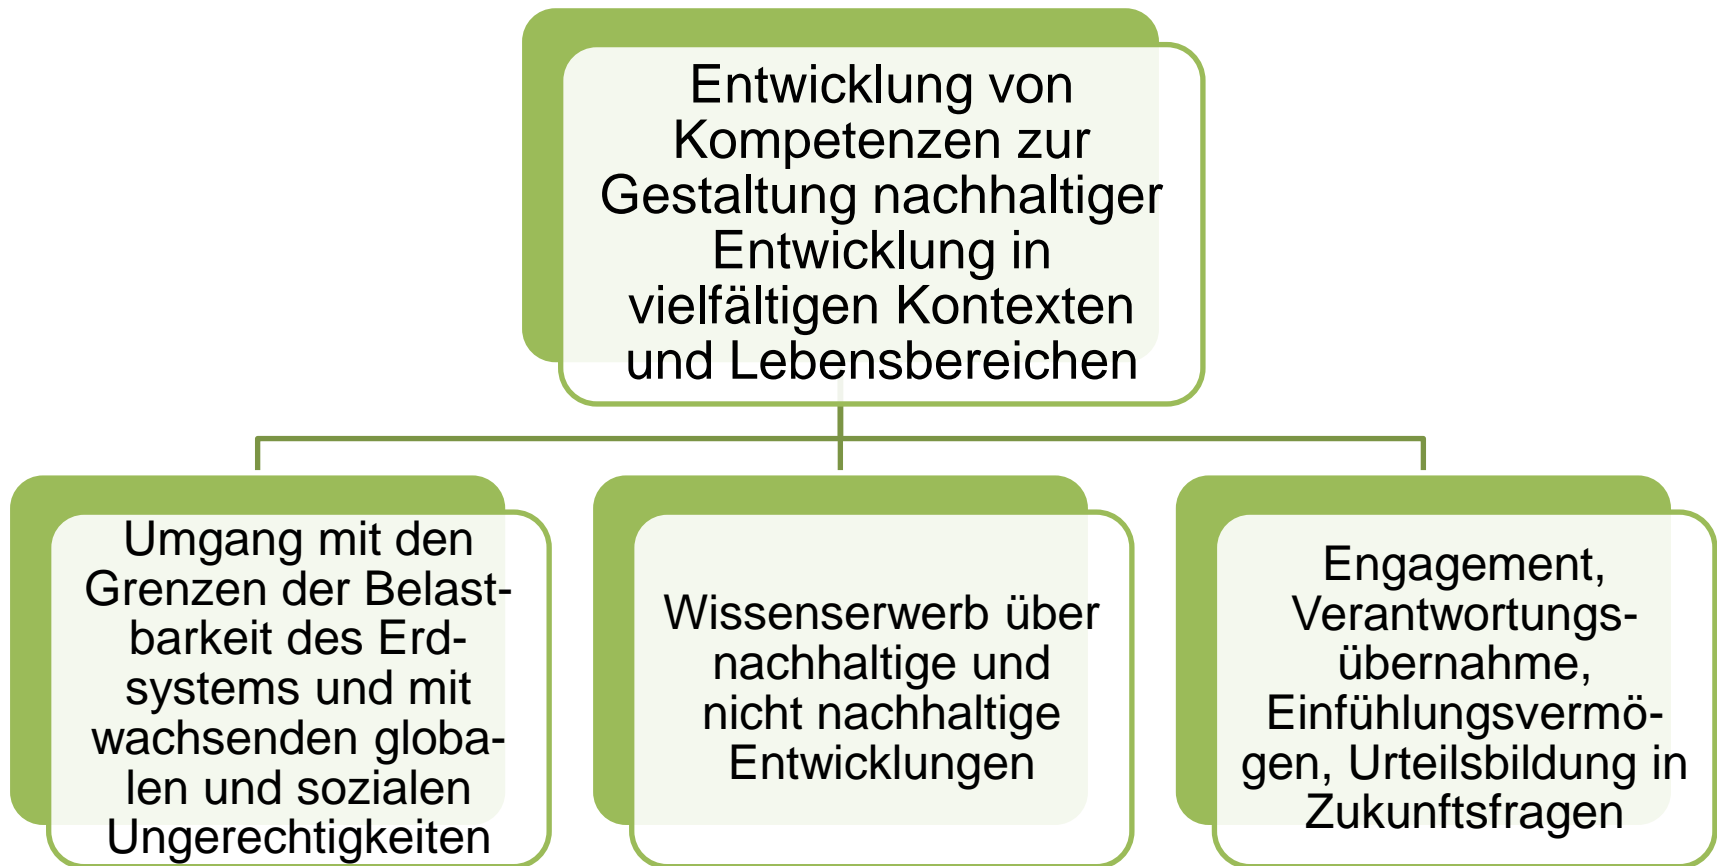 Entwicklung von
Kompetenzen zur
Gestaltung nachhaltiger
Entwicklung in
vielfältigen Kontexten
und Lebensbereichen
Umgang mit den
Grenzen der Belast-
barkeit des Erd-
systems und mit
wachsenden globa-
len und sozialen
Ungerechtigkeiten
Wissenserwerb über
nachhaltige und
nicht nachhaltige
Entwicklungen
Engagement,
Verantwortungs-
übernahme,
Einfühlungsvermö-
gen, Urteilsbildung in
Zukunftsfragen